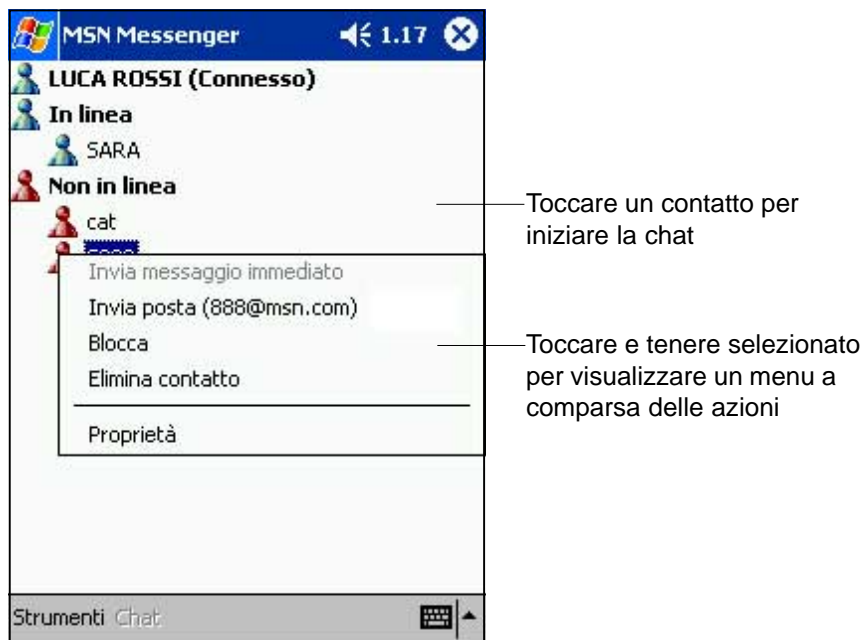 MSN Messenger 1.17
LUCA ROSSI (Connesso)
In linea
SARA
Non in linea
cat
Invia messaggio immediato
Invia posta (888@msn.com)
Blocca
Elimina contatto
Proprietà
Strumenti Chat
Toccare un contatto per
iniziare la chat
Toccare e tenere selezionato
per visualizzare un menu a
comparsa delle azioni